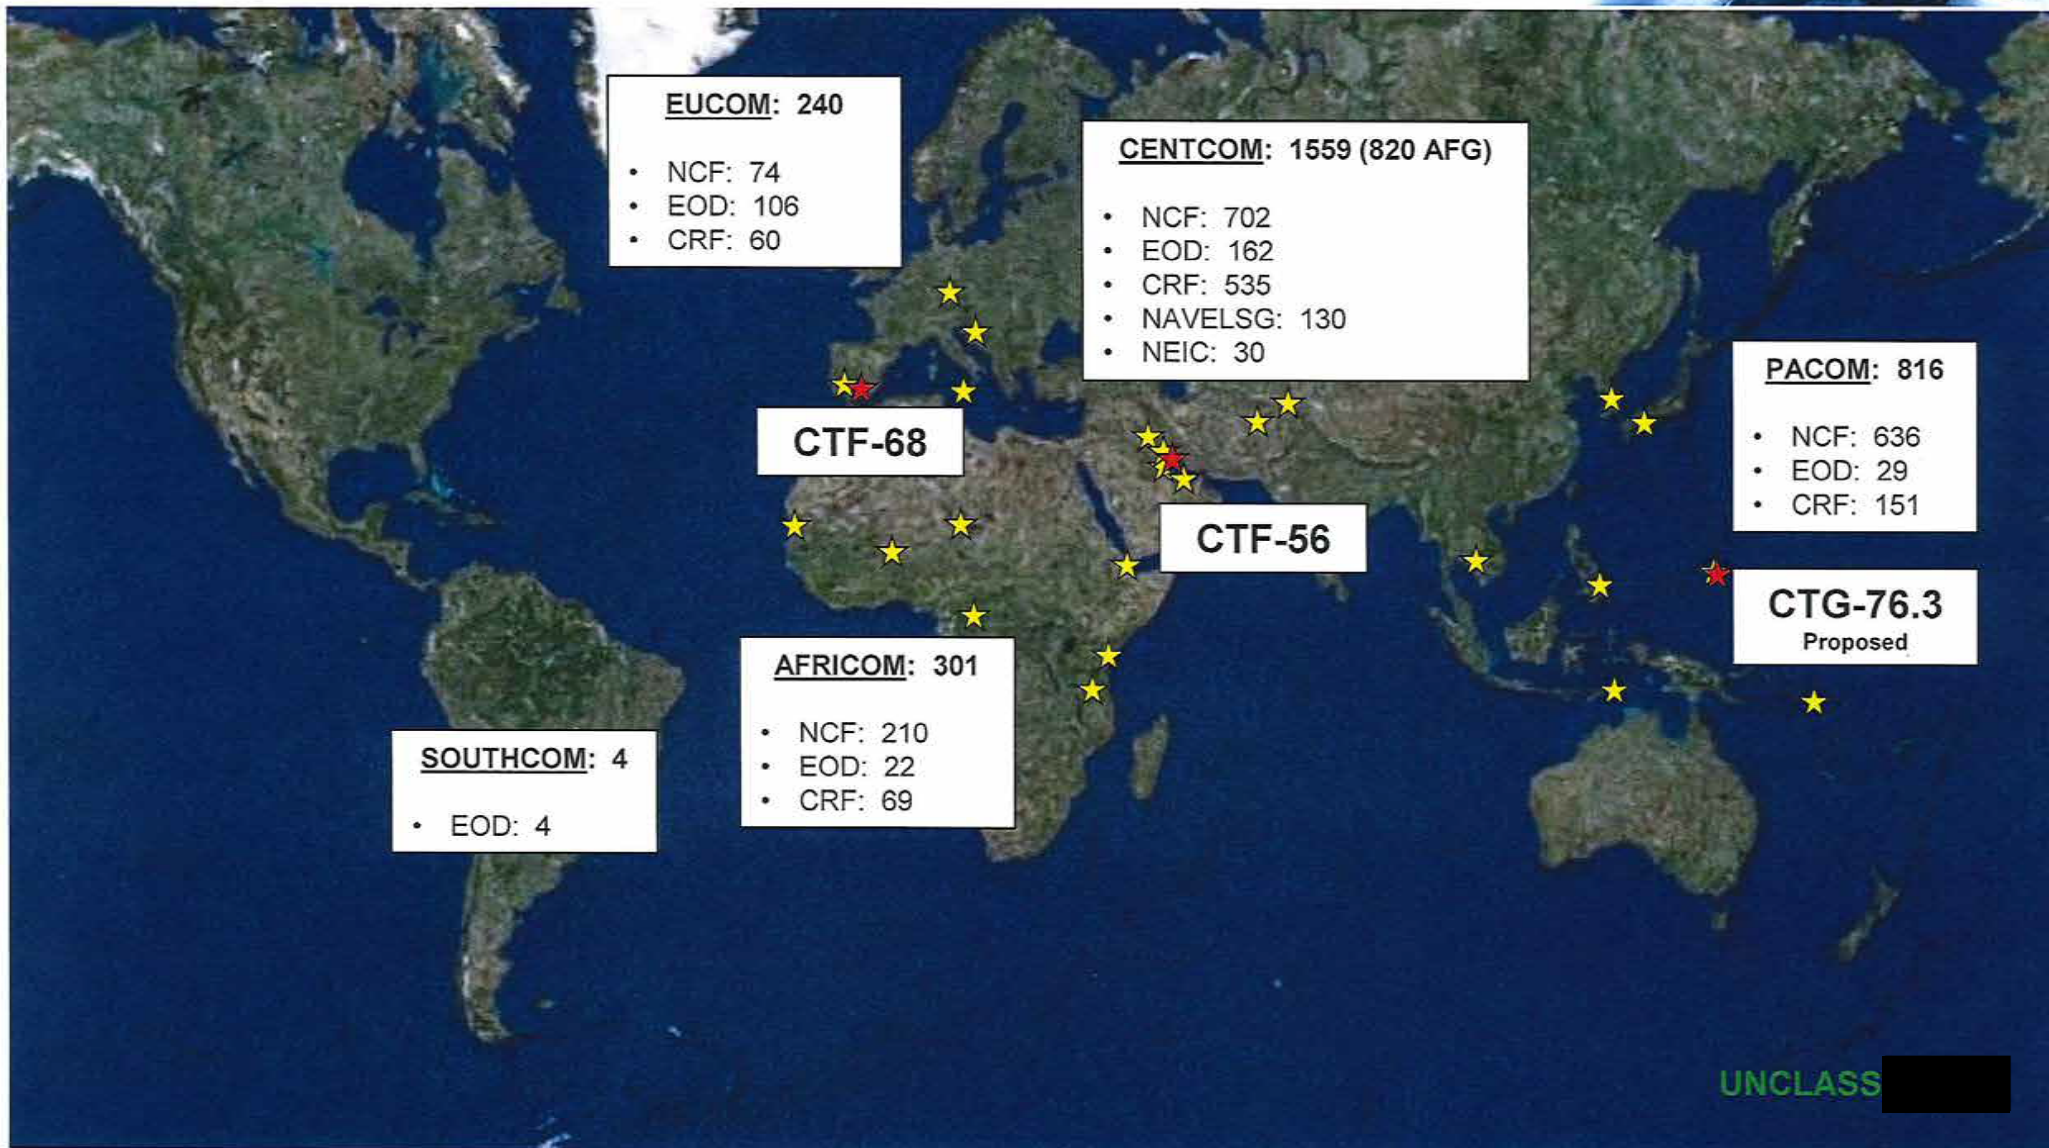 EUCOM: 240
• NCF: 74
• EOD: 106
• CRF: 60
CENTCOM: 1559 (820 AFG)
• NCF: 702
• EOD: 162
• CRF: 535
• NAVELSG: 130
• NEIC: 30
PACOM: 816
• NCF: 636
• EOD: 29
• CRF: 151
CTF-68
CTF-56
CTG-76.3
Proposed
AFRICOM: 301
• NCF: 210
• EOD: 22
• CRF: 69
SOUTHCOM: 4
• EOD: 4
UNCLASS